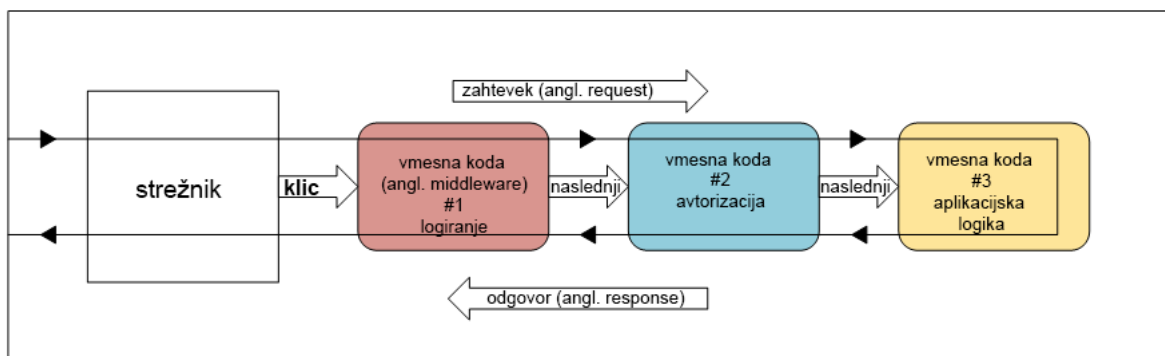 zahtevek (angl. request)
strežnik
klic
vmesna koda
(angl. middleware)
#1
logiranje
naslednji
vmesna koda
#2
avtorizacija
naslednji
vmesna koda
#3
aplikacijska
logika
odgovor (angl. response)